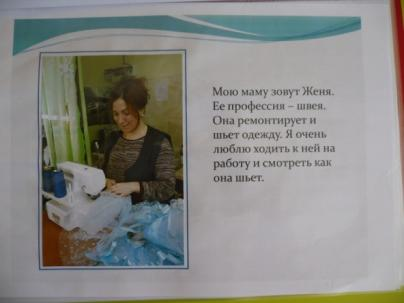 Мою маму зовут Женя.
Ее профессия – швея.
Она ремонтирует и
шьет одежду. Я очень
люблю ходить к ней на
работу и смотреть как
она шьет.